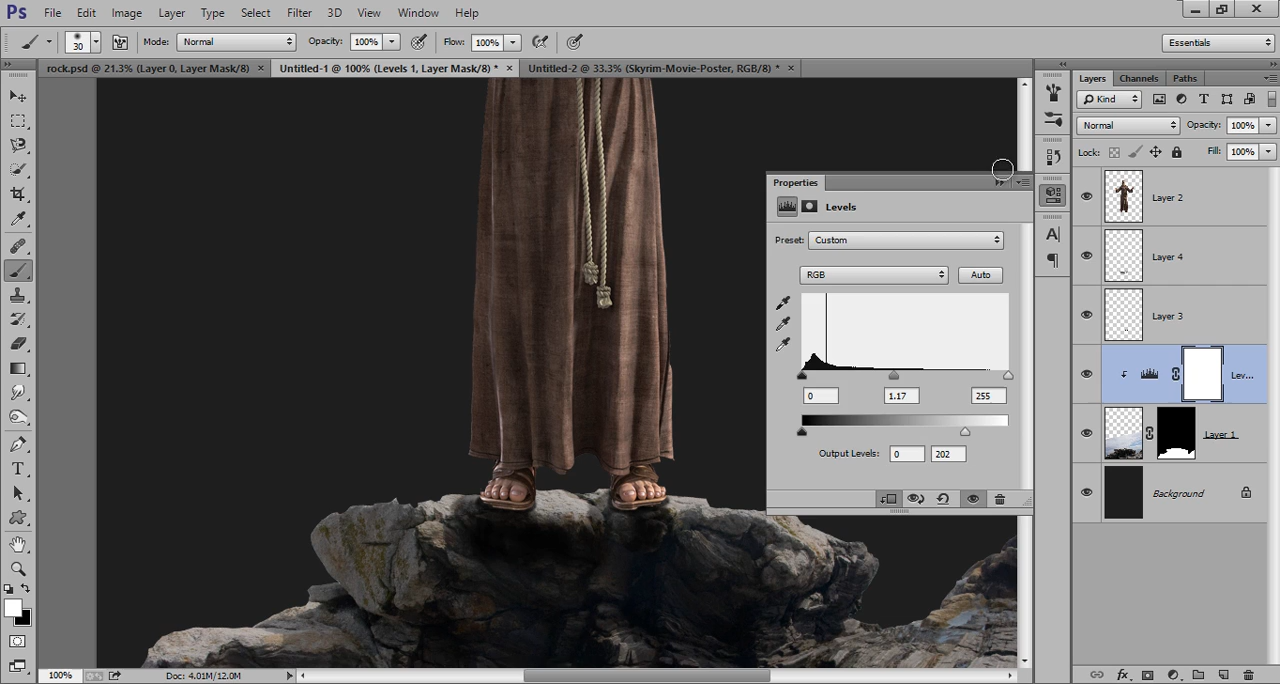 Ps File Edit Image Layer Type Select Filter 3D View Window Help
30 Mode: Normal Opacity: 100% Flow: 100% Essentials
rock.psd @ 21.3% (Layer 0, Layer Mask/8) × Untitled-1 @ 100% (Levels 1, Layer Mask/8) * × Untitled-2 @ 33.3% (Skyrim-Movie-Poster, RGB/8) * ×
Layers Channels Paths
Kind
Normal Opacity: 100%
Lock: Fill: 100%
Properties
Levels
Preset: Custom
RGB Auto
0 1.17 255
Output Levels: 0 202
Layer 2
Layer 4
Layer 3
Lev...
Layer 1
Background
100% Doc: 4.01M/12.0M